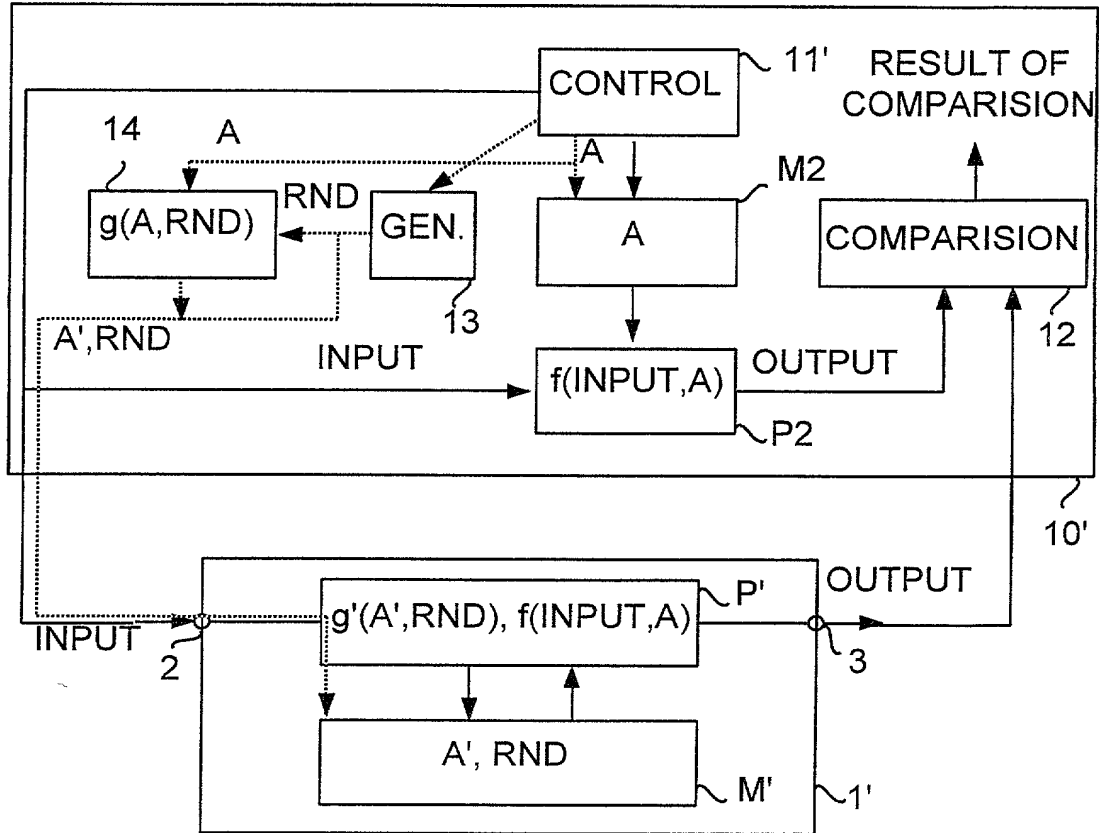 11'
CONTROL
RESULT OF
COMPARISION
14
A
A
M2
RND
g(A,RND)
GEN.
A
COMPARISION
13
12
A',RND
INPUT
OUTPUT
f(INPUT,A)
P2
10'
OUTPUT
P'
g'(A',RND), f(INPUT,A)
INPUT
2
3
A', RND
M'
1'